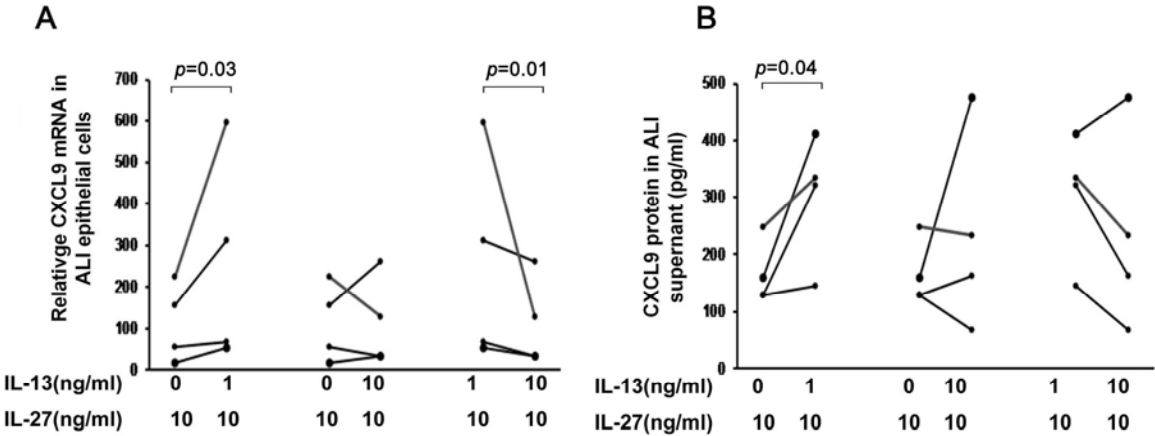 A
Relativge CXCL9 mRNA in
ALI epithelial cells
700
600
500
400
300
200
100
0
p=0.03
p=0.01
IL-13(ng/ml) 0 1 0 10 1 10
IL-27(ng/ml) 10 10 10 10 10 10
B
CXCL9 protein in ALI
supernant (pg/ml)
500
400
300
200
100
0
p=0.04
IL-13(ng/ml) 0 1 0 10 1 10
IL-27(ng/ml) 10 10 10 10 10 10